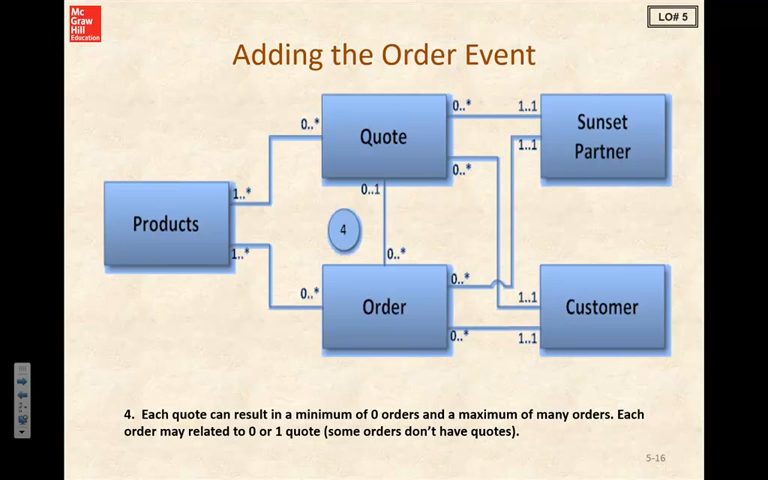 Mc
Graw
Hill
Education
LO# 5
Adding the Order Event
0..*
1..1
Quote
0..*
Sunset
Partner
1..1
0..*
0..1
1..*
Products
4
1..*
0..*
0..*
0..*
1..1
Order
Customer
0..*
1..1
4. Each quote can result in a minimum of 0 orders and a maximum of many orders. Each
order may related to 0 or 1 quote (some orders don't have quotes).
5-16